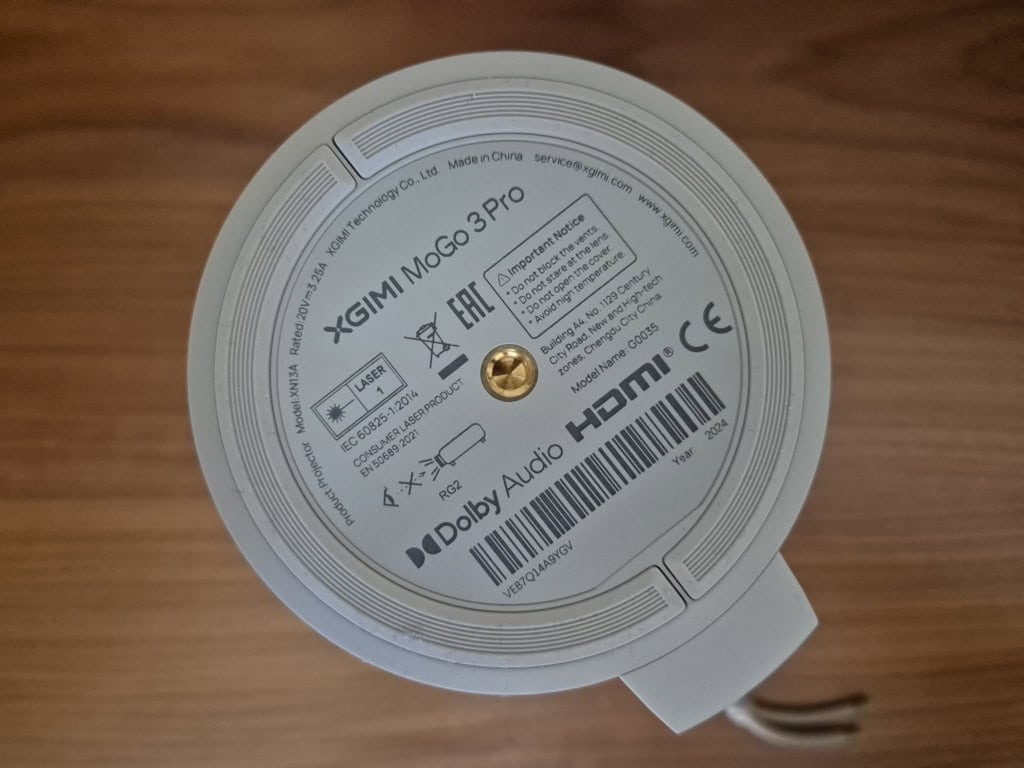 Product:Projector Model:XN13A Rated:20V⎓3.25A XGIMI Technology Co., Ltd. Made in China service@xgimi.com www.xgimi.com
XGIMI MoGo 3 Pro
EAC
Important Notice
* Do not block the vents.
* Do not stare at the lens.
* Do not open the cover.
* Avoid high temperature.
LASER
1
IEC 60825-1:2014
CONSUMER LASER PRODUCT
EN 50689:2021
RG2
Building A4, No. 1129 Century
City Road, New and High-tech
zones, Chengdu City China
Model Name: C0035
CE
Dolby Audio
HDMI®
VEB7Q14A9YGV
Year: 2024